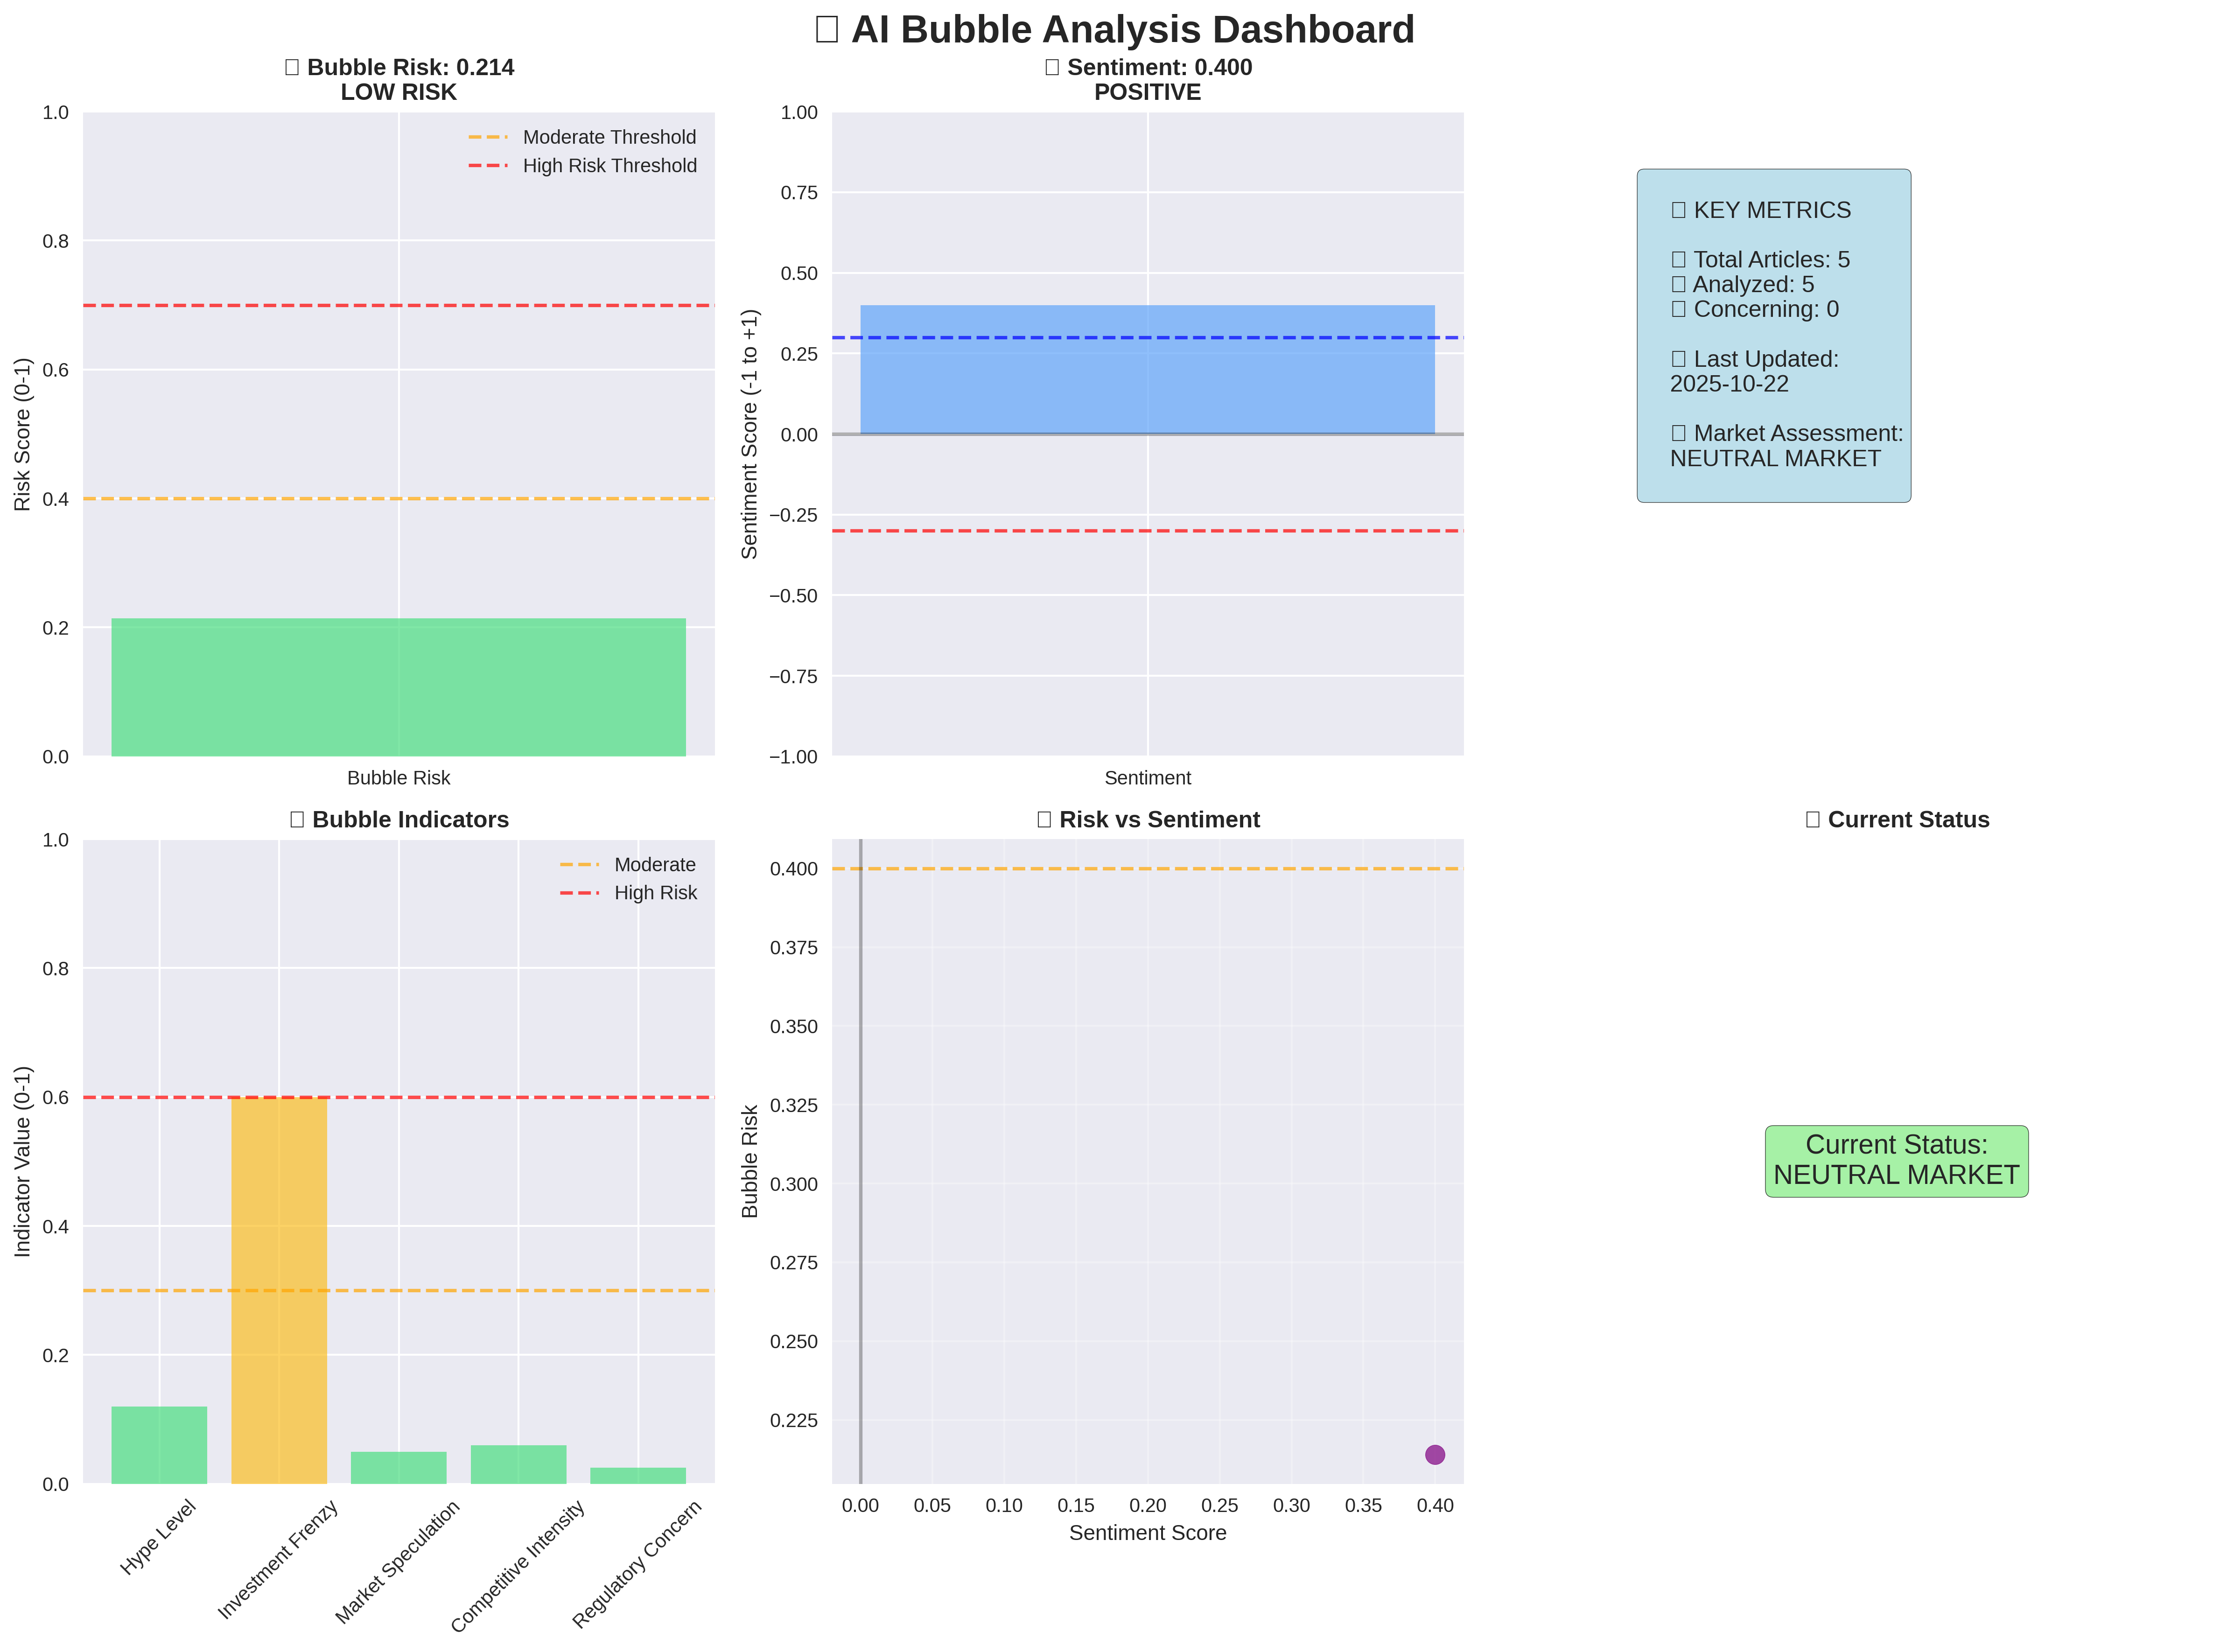 ▯ AI Bubble Analysis Dashboard
▯ Bubble Risk: 0.214
LOW RISK
1.0
0.8
0.6
0.4
0.2
0.0
Risk Score (0-1)
Moderate Threshold
High Risk Threshold
Bubble Risk
▯ Sentiment: 0.400
POSITIVE
1.00
0.75
0.50
0.25
0.00
−0.25
−0.50
−0.75
−1.00
Sentiment Score (-1 to +1)
Sentiment
▯ KEY METRICS
▯ Total Articles: 5
▯ Analyzed: 5
▯ Concerning: 0
▯ Last Updated:
2025-10-22
▯ Market Assessment:
NEUTRAL MARKET
▯ Bubble Indicators
1.0
0.8
0.6
0.4
0.2
0.0
Indicator Value (0-1)
Moderate
High Risk
Hype Level
Investment Frenzy
Market Speculation
Competitive Intensity
Regulatory Concern
▯ Risk vs Sentiment
0.400
0.375
0.350
0.325
0.300
0.275
0.250
0.225
Bubble Risk
0.00 0.05 0.10 0.15 0.20 0.25 0.30 0.35 0.40
Sentiment Score
▯ Current Status
Current Status:
NEUTRAL MARKET